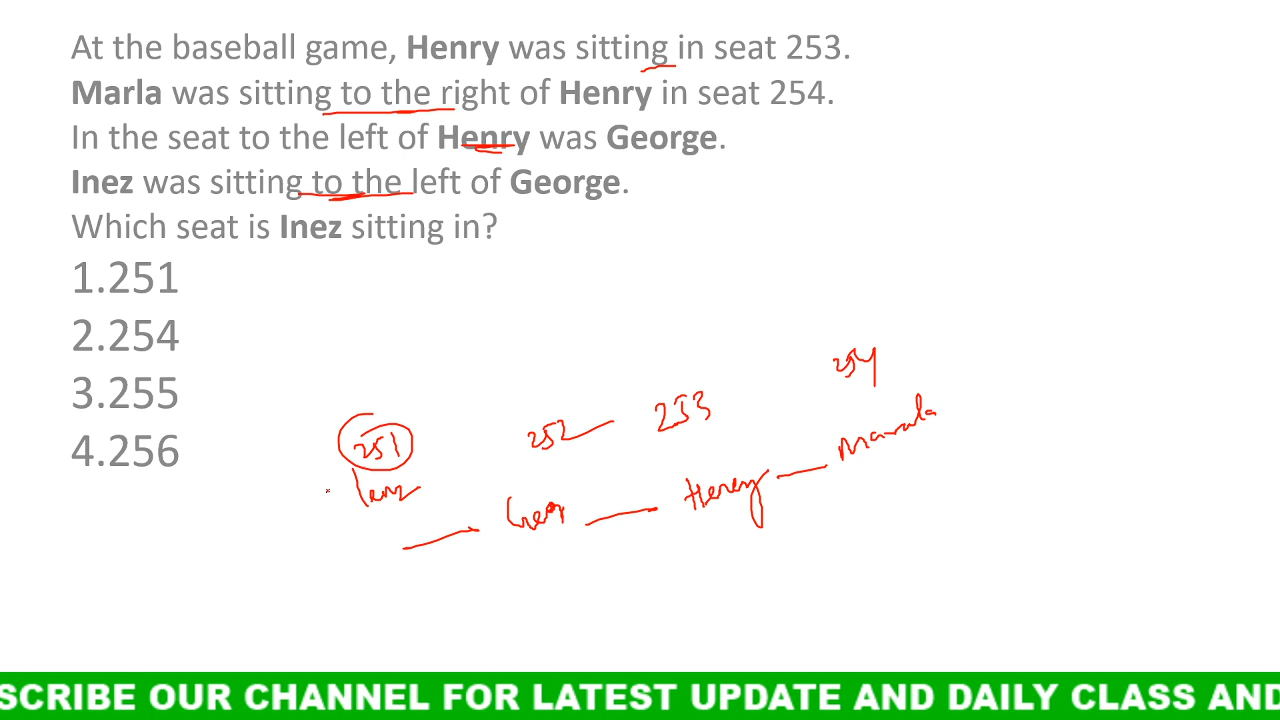 At the baseball game, Henry was sitting in seat 253.
Marla was sitting to the right of Henry in seat 254.
In the seat to the left of Henry was George.
Inez was sitting to the left of George.
Which seat is Inez sitting in?
1.251
2.254
3.255
4.256
254
251 252 253
Henry
SCRIBE OUR CHANNEL FOR LATEST UPDATE AND DAILY CLASS AND